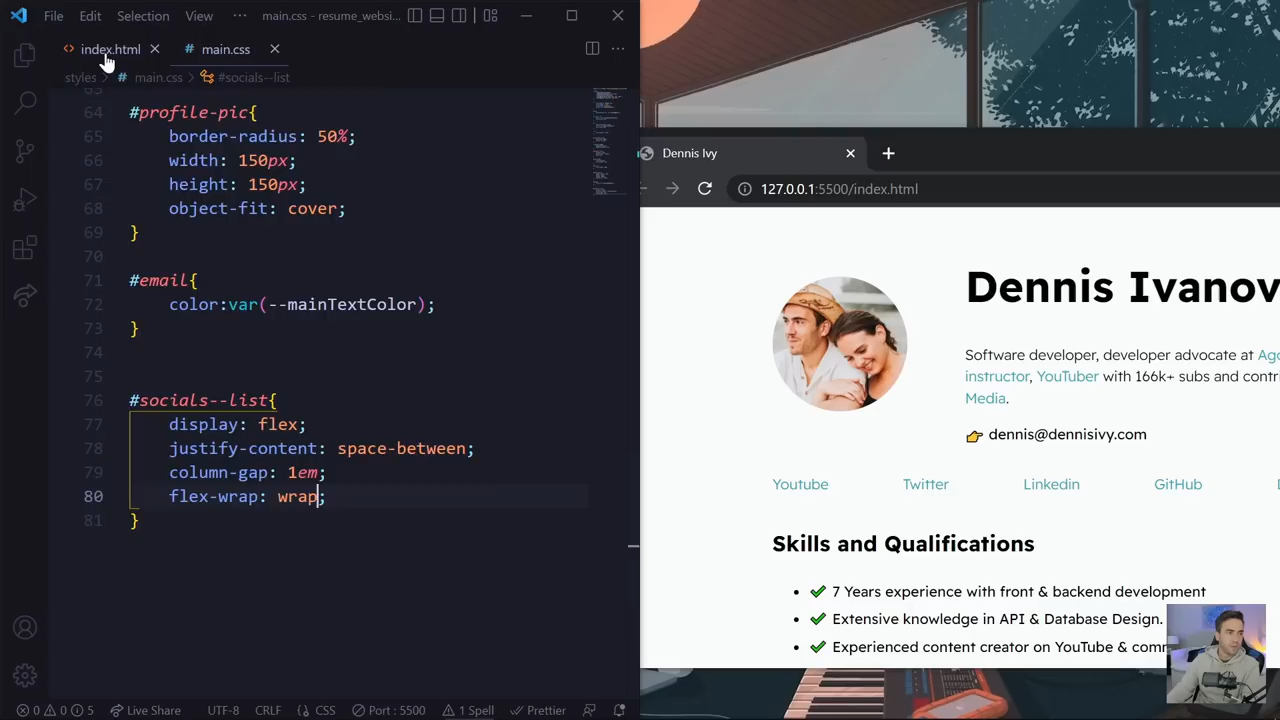 File Edit Selection View ··· main.css - resume_websi...
index.html
# main.css
styles > # main.css > #socials--list
64 #profile-pic{
65 border-radius: 50%;
66 width: 150px;
67 height: 150px;
68 object-fit: cover;
69 }
70
71 #email{
72 color:var(--mainTextColor);
73 }
74
75
76 #socials--list{
77 display: flex;
78 justify-content: space-between;
79 column-gap: 1em;
80 flex-wrap: wrap;
81 }
0 0 Live Share UTF-8 CRLF CSS Port : 5500 1 Spell Prettier
Dennis Ivy
127.0.0.1:5500/index.html
Dennis Ivanov
Software developer, developer advocate at Ago
instructor, YouTuber with 166k+ subs and contri
Media.
👉 dennis@dennisivy.com
Youtube Twitter Linkedin GitHub
Skills and Qualifications
• ✔ 7 Years experience with front & backend development
• ✔ Extensive knowledge in API & Database Design.
• ✔ Experienced content creator on YouTube & comm